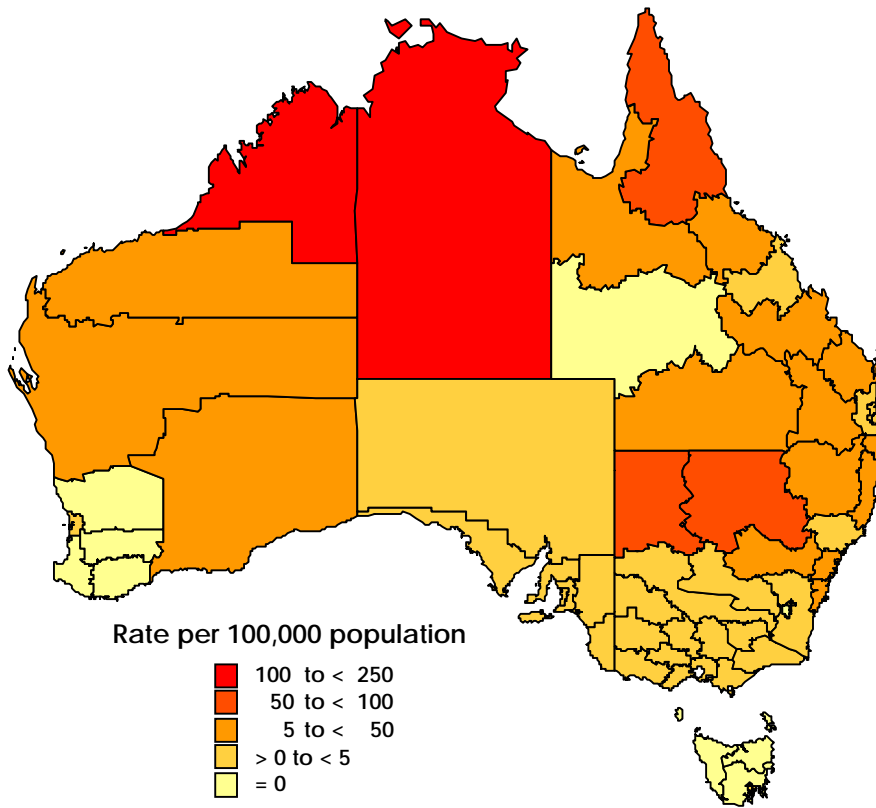 Rate per 100,000 population
100 to < 250
50 to < 100
5 to < 50
> 0 to < 5
= 0